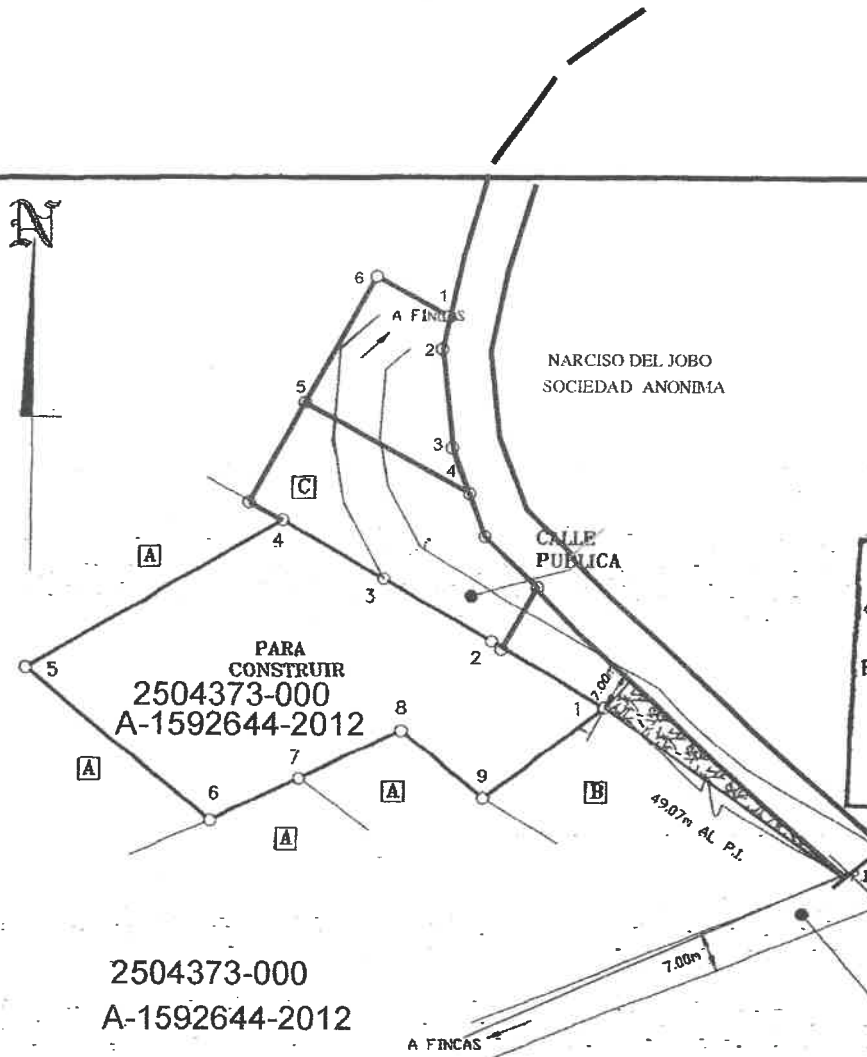 N
6
1
A FINCAS
2
NARCISO DEL JOBO
SOCIEDAD ANONIMA
5
3
4
C
CALLE
PUBLICA
A
4
3
PARA
CONSTRUIR
2
5
2504373-000
A-1592644-2012
7.00m
1
8
7
A
A
9
B
6
A
49.07m AL P.I.
7.00m
2504373-000
A-1592644-2012
A FINCAS